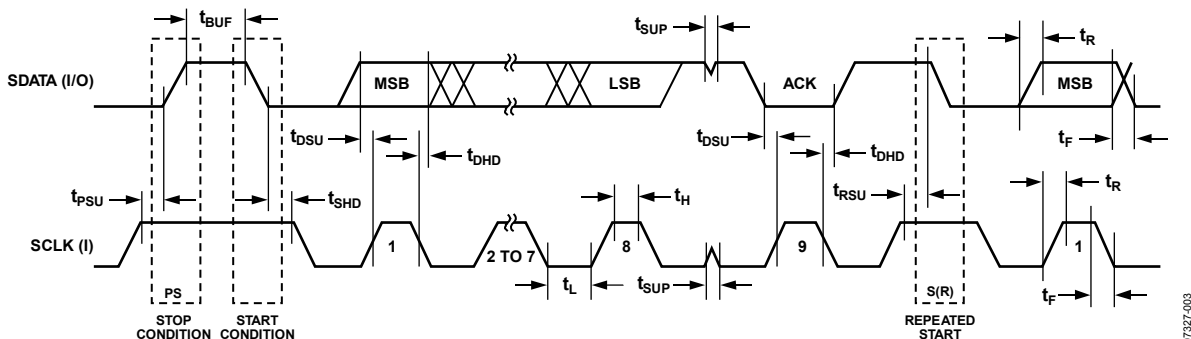 tBUF
tSUP
tR
SDATA (I/O)
MSB
LSB
ACK
MSB
tDSU
tDHD
tDSU
tDHD
tF
tPSU
tSHD
tH
tRSU
tR
SCLK (I)
1
2 TO 7
8
9
1
PS
tL
tSUP
S(R)
tF
STOP
CONDITION
START
CONDITION
REPEATED
START
07327-003